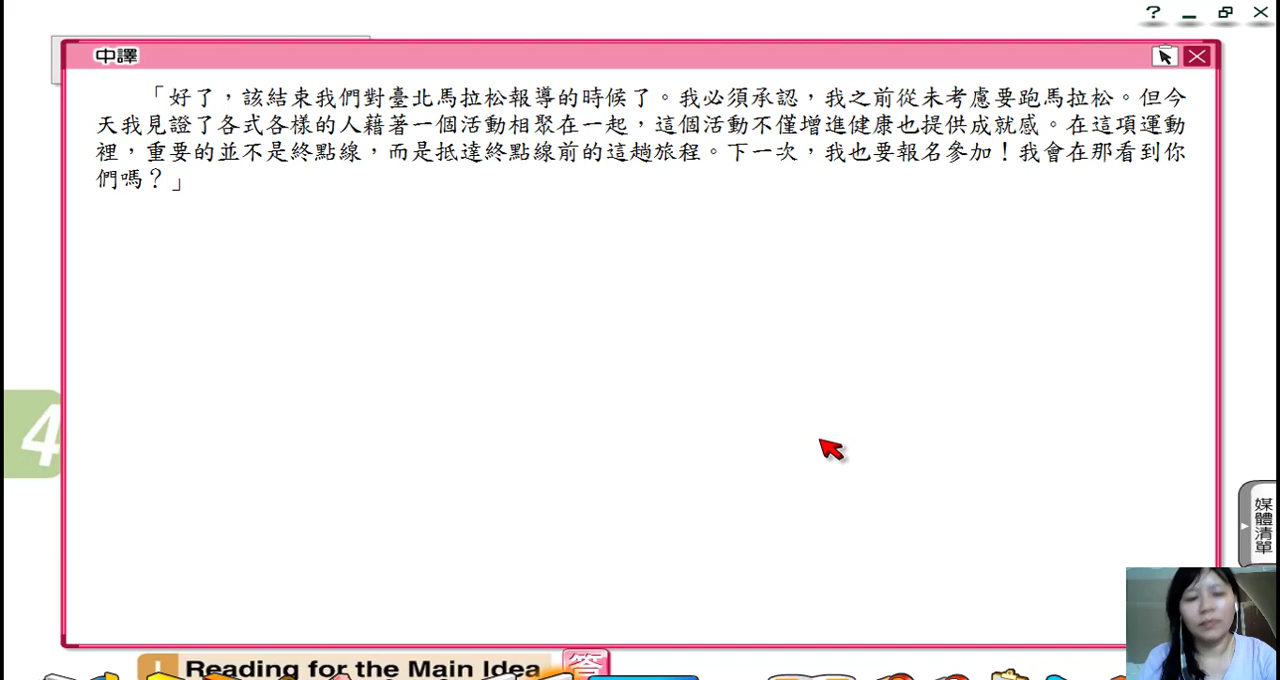 ?
中譯
「好了，該結束我們對臺北馬拉松報導的時候了。我必須承認，我之前從未考慮要跑馬拉松。但今
天我見證了各式各樣的人藉著一個活動相聚在一起，這個活動不僅增進健康也提供成就感。在這項運動
裡，重要的並不是終點線，而是抵達終點線前的這趟旅程。下一次，我也要報名參加！我會在那看到你
們嗎？」
4
媒體清單
1 Reading for the Main Idea 答